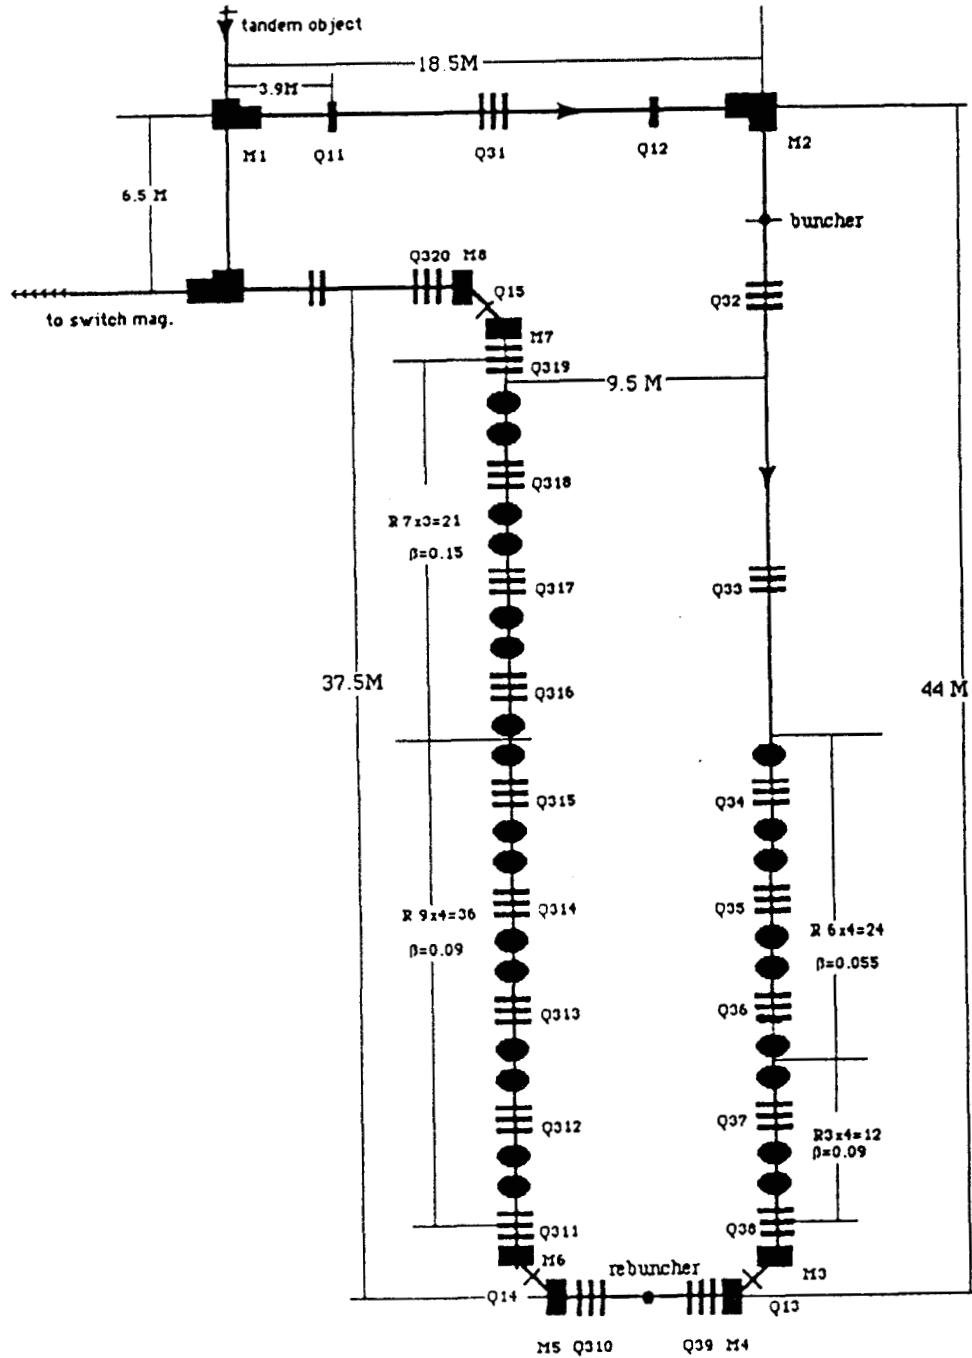 tandem object
18.5M
3.9M
M1
Q11
Q31
Q12
M2
6.5 M
buncher
Q320
M8
Q15
Q32
to switch mag.
M7
Q319
9.5 M
Q318
R 7x3=21
β=0.15
Q317
Q33
37.5M
Q316
44 M
Q315
Q34
R 9x4=36
β=0.09
Q314
Q35
R 6x4=24
β=0.055
Q313
Q36
Q312
Q37
R3x4=12
β=0.09
Q311
Q38
M6
rebuncher
M3
Q14
Q13
M5
Q310
Q39
M4